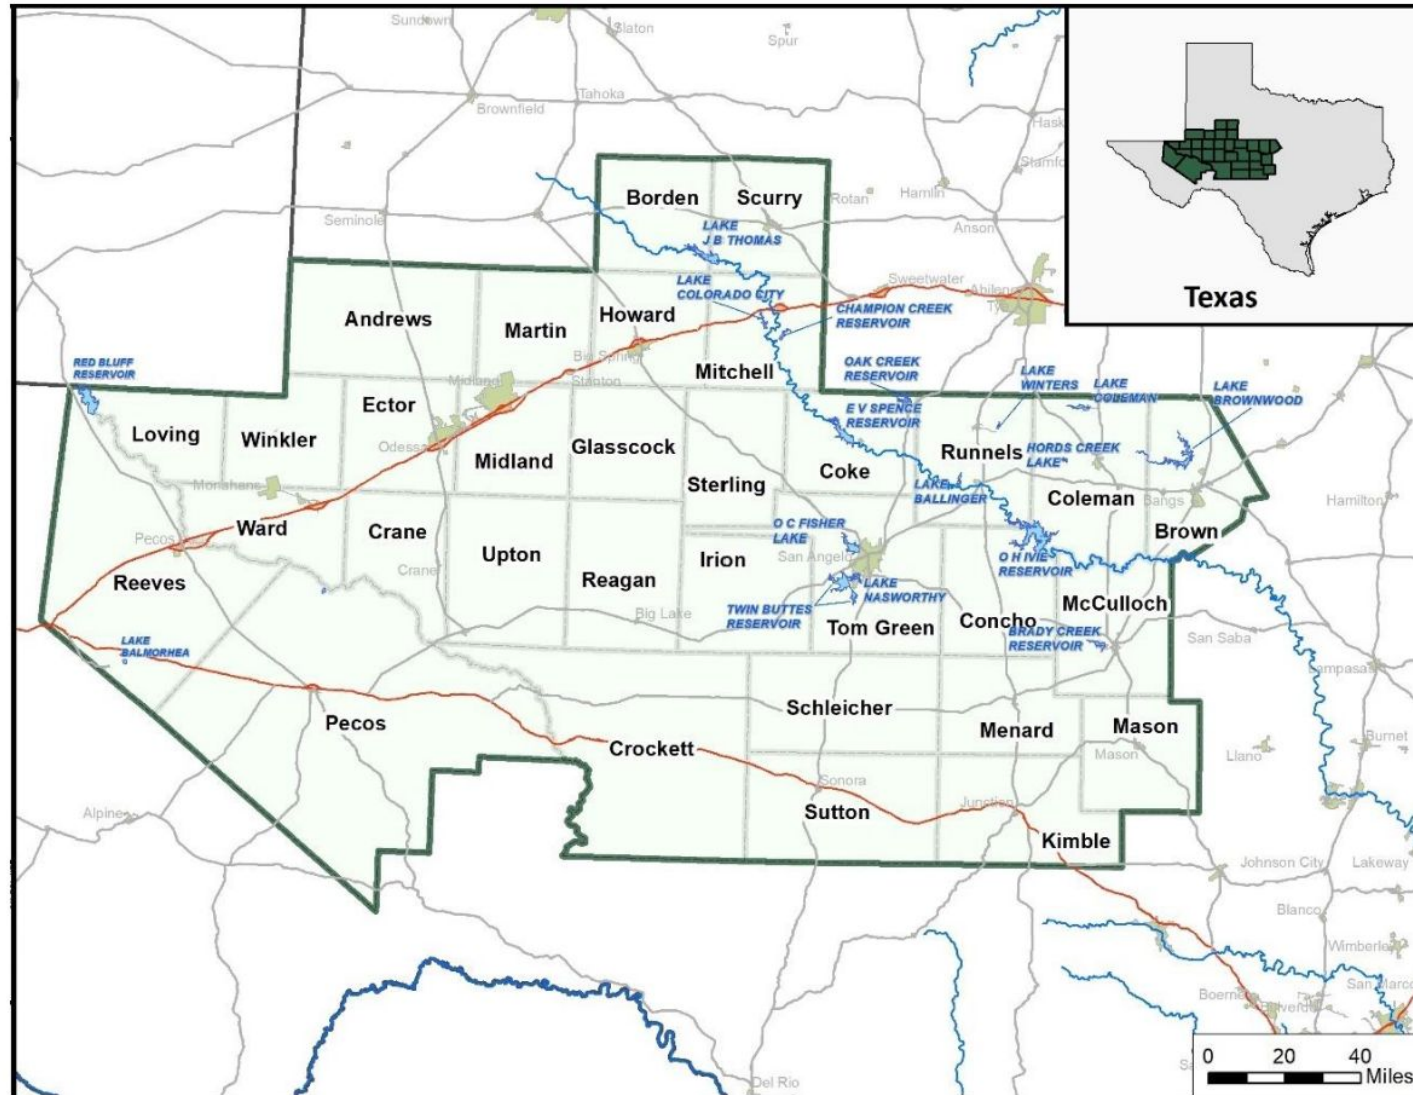 Sundown
Slaton
Spur
Brownfield
Tahoka
Hask
Stamfo
Seminole
Borden
Scurry
Rotan
Hamlin
Anson
LAKE
J B THOMAS
LAKE
COLORADO CITY
Sweetwater
Abilene
Ty
CHAMPION CREEK
RESERVOIR
Texas
Andrews
Martin
Howard
Big Spring
Stanton
Mitchell
OAK CREEK
RESERVOIR
LAKE
WINTERS
LAKE
COLEMAN
LAKE
BROWNWOOD
RED BLUFF
RESERVOIR
Midland
Ector
Odessa
E V SPENCE
RESERVOIR
Loving
Winkler
Midland
Glasscock
Sterling
Coke
Runnels
HORDS CREEK
LAKE*
LAKE
BALLINGER
Coleman
Bangs
Hamilton
Monahans
Ward
Pecos
Crane
Crane
Upton
Reagan
Irion
O C FISHER
LAKE
San Angelo
O H IVIE
RESERVOIR
Brown
Reeves
Big Lake
TWIN BUTTES
RESERVOIR
LAKE
NASWORTHY
Tom Green
Concho
McCulloch
BRADY CREEK
RESERVOIR
San Saba
Lampasas
LAKE
BALMORHEA
Pecos
Crockett
Schleicher
Menard
Mason
Mason
Llano
Burnet
Alpine
Sonora
Sutton
Junction
Kimble
Johnson City
Lakeway
Blanco
Wimberle
Boerne
Bulverde
San Marco
Del Rio
0 20 40
Miles